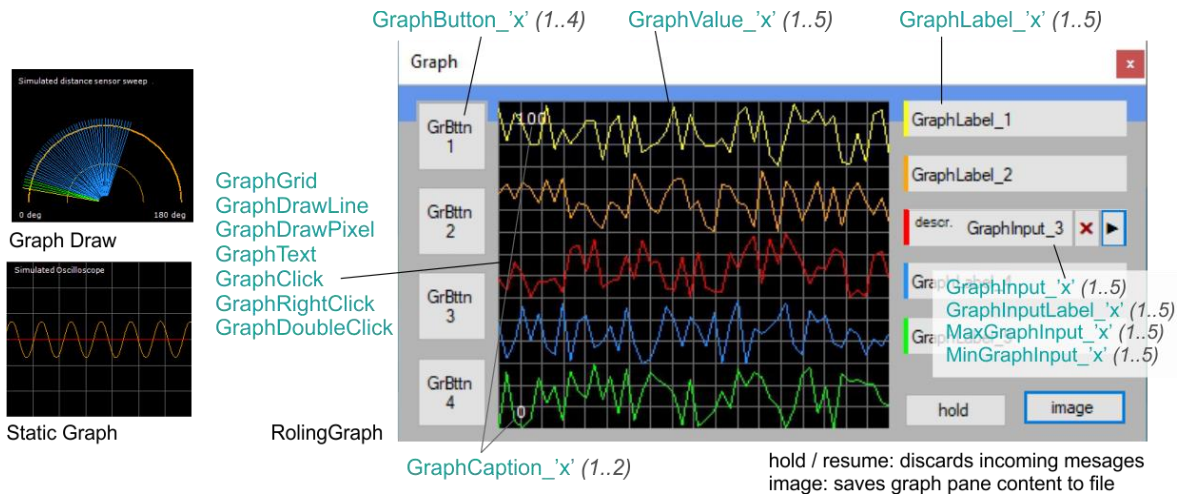 GraphButton_'x' (1..4)
GraphValue_'x' (1..5)
GraphLabel_'x' (1..5)
Graph
x
Simulated distance sensor sweep .
0 deg
180 deg
Graph Draw
Simulated Oscilloscope
Static Graph
GraphGrid
GraphDrawLine
GraphDrawPixel
GraphText
GraphClick
GraphRightClick
GraphDoubleClick
RolingGraph
GrBttn
1
GrBttn
2
GrBttn
3
GrBttn
4
100
0
GraphLabel_1
GraphLabel_2
descr. GraphInput_3
GraphLabel_4
GraphInput_'x' (1..5)
GraphInputLabel_'x' (1..5)
MaxGraphInput_'x' (1..5)
MinGraphInput_'x' (1..5)
hold
image
GraphCaption_'x' (1..2)
hold / resume: discards incoming mesages
image: saves graph pane content to file